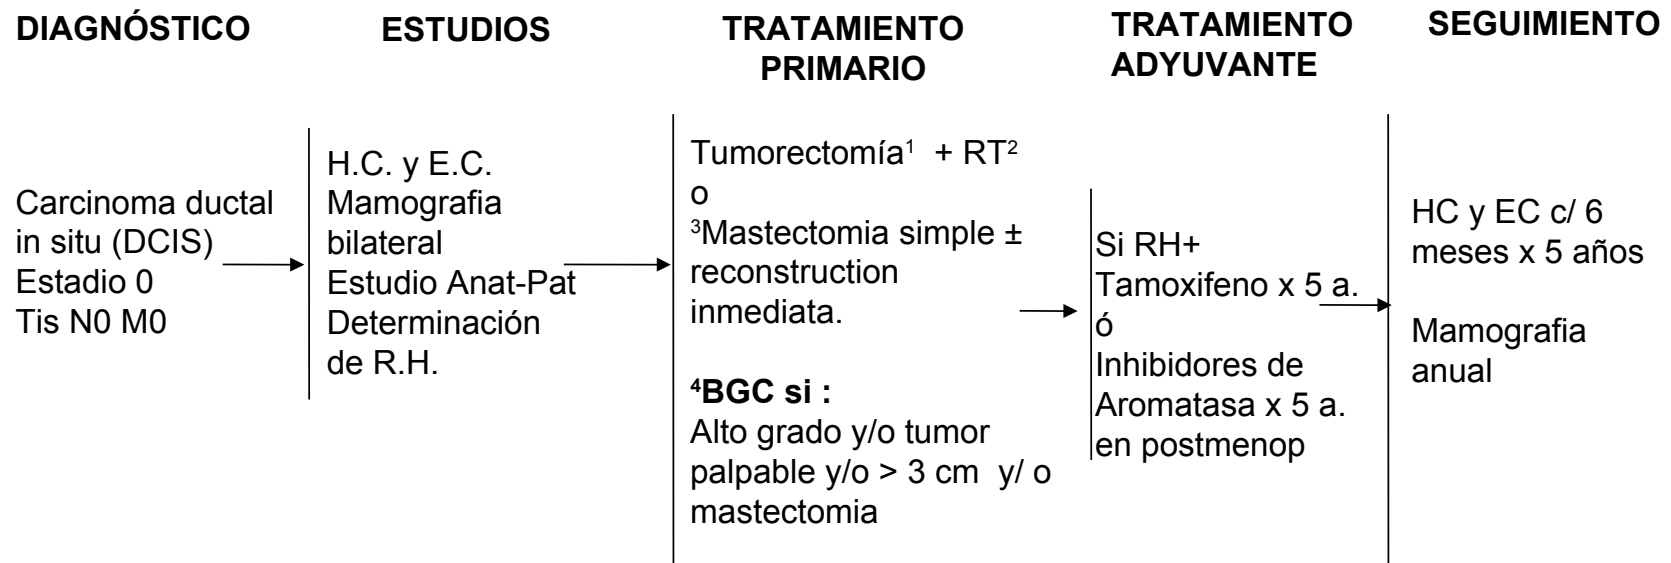 DIAGNÓSTICO
ESTUDIOS
TRATAMIENTO
PRIMARIO
TRATAMIENTO
ADYUVANTE
SEGUIMIENTO
Carcinoma ductal
in situ (DCIS)
Estadio 0
Tis N0 M0
H.C. y E.C.
Mamografia
bilateral
Estudio Anat-Pat
Determinación
de R.H.
Tumorectomía¹ + RT²
o
³Mastectomia simple ±
reconstruction
inmediata.
⁴BGC si :
Alto grado y/o tumor
palpable y/o > 3 cm y/ o
mastectomia
Si RH+
Tamoxifeno x 5 a.
ó
Inhibidores de
Aromatasa x 5 a.
en postmenop
HC y EC c/ 6
meses x 5 años
Mamografia
anual